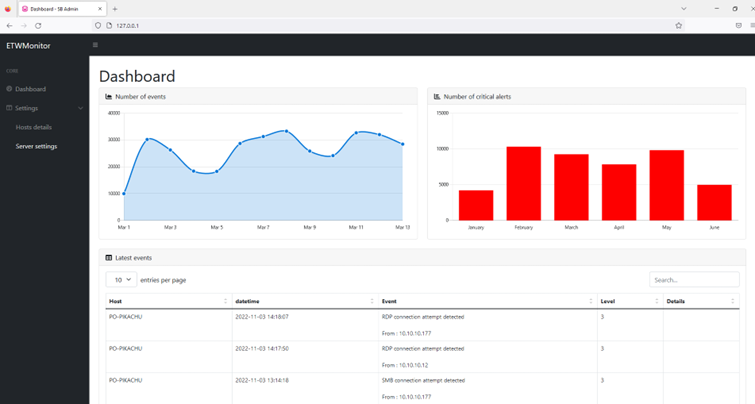 Dashboard - SB Admin
127.0.0.1
ETWMonitor
CORE
Dashboard
Settings
Hosts details
Server settings
Dashboard
Number of events
40000
30000
20000
10000
0
Mar 1
Mar 3
Mar 5
Mar 7
Mar 9
Mar 11
Mar 13
Number of critical alerts
15000
10000
5000
0
January
February
March
April
May
June
Latest events
10 entries per page
Search...
Host datetime Event Level Details
PO-PIKACHU 2022-11-03 14:18:07 RDP connection attempt detected 3
From : 10.10.10.177
PO-PIKACHU 2022-11-03 14:17:50 RDP connection attempt detected 3
From : 10.10.10.12
PO-PIKACHU 2022-11-03 13:14:18 SMB connection attempt detected 3
From : 10.10.10.177